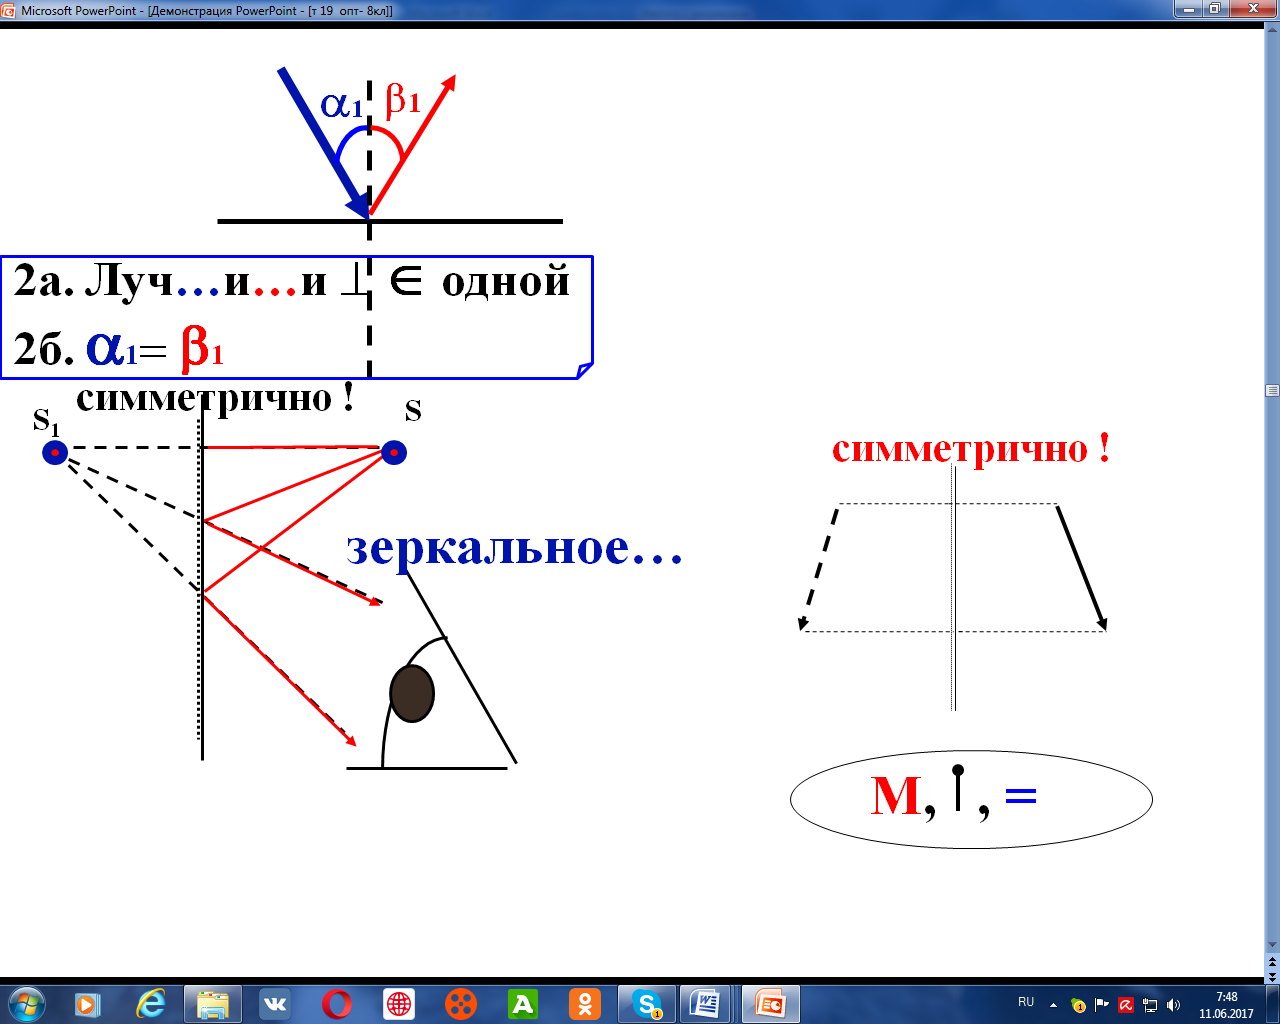 Microsoft PowerPoint - [Демонстрация PowerPoint - [т 19 опт- 8кл]]
α1 β1
2а. Луч...и...и ⊥ ∈ одной
2б. α1= β1
симметрично !
S1
S
симметрично !
зеркальное...
М, , =
RU
7:48
11.06.2017